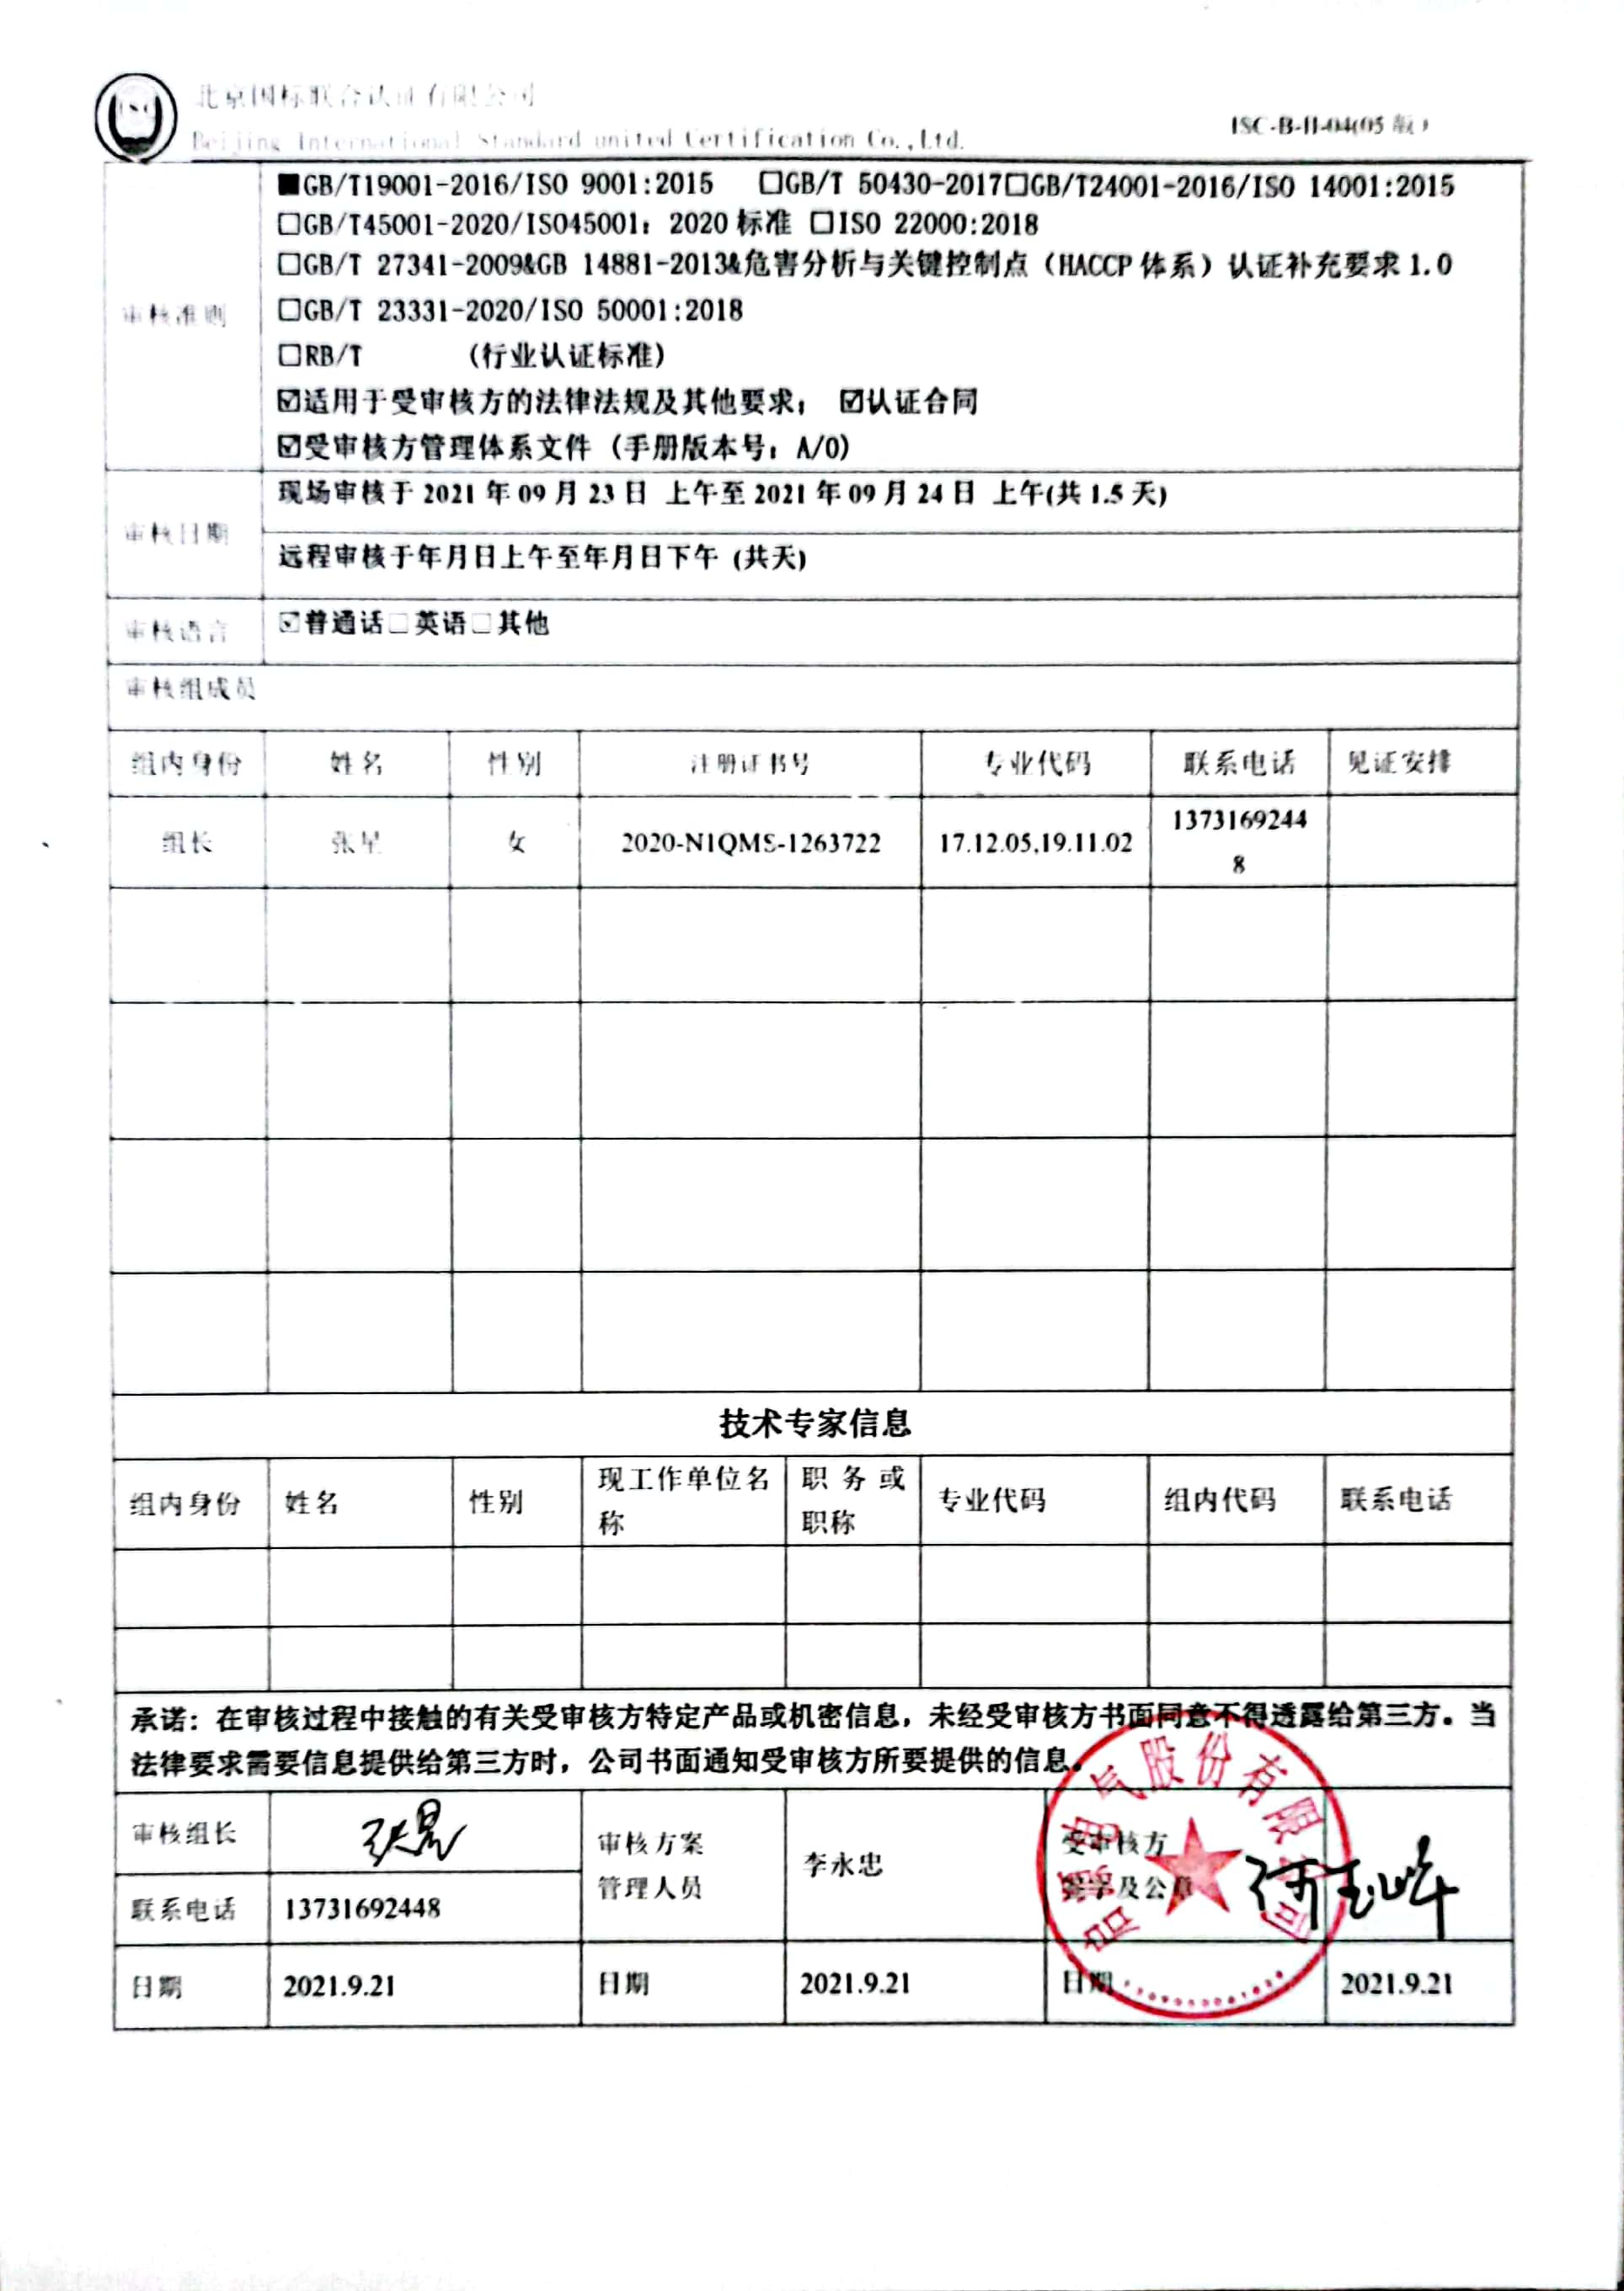 北京国标联合认证有限公司
Beijing International Standard united Certification Co.,Ltd.
ISC-B-II-04(05 版)
审核准则
■GB/T19001-2016/ISO 9001:2015 □GB/T 50430-2017□GB/T24001-2016/ISO 14001:2015
□GB/T45001-2020/ISO45001：2020 标准 □ISO 22000:2018
□GB/T 27341-2009&GB 14881-2013&危害分析与关键控制点（HACCP 体系）认证补充要求 1.0
□GB/T 23331-2020/ISO 50001:2018
□RB/T （行业认证标准）
☑适用于受审核方的法律法规及其他要求； ☑认证合同
☑受审核方管理体系文件（手册版本号：A/0）
审核日期
现场审核于 2021 年 09 月 23 日 上午至 2021 年 09 月 24 日 上午(共 1.5 天)
远程审核于年月日上午至年月日下午 (共天)
审核语言
☑普通话□英语□其他
审核组成员
组内身份 姓名 性别 注册证书号 专业代码 联系电话 见证安排
组长 张星 女 2020-N1QMS-1263722 17.12.05,19.11.02 1373169244
8
技术专家信息
组内身份 姓名 性别 现工作单位名 职务或 专业代码 组内代码 联系电话
称 职称
承诺：在审核过程中接触的有关受审核方特定产品或机密信息，未经受审核方书面同意不得透露给第三方。当
法律要求需要信息提供给第三方时，公司书面通知受审核方所要提供的信息。
审核组长 张星 审核方案 李永忠 受审核方
管理人员 签字及公章
联系电话 13731692448
电气股份有限公司
日期 2021.9.21 日期 2021.9.21 日期 2021.9.21